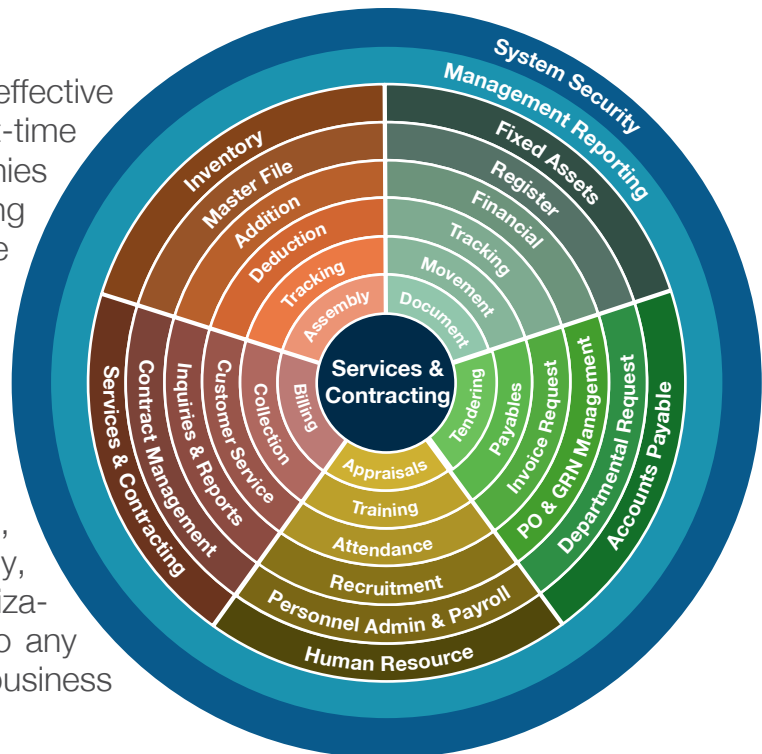 effective
-time
nies
ng
e
,
y,
iza-
o any
business
System Security
Management Reporting
Inventory
Master File
Addition
Deduction
Tracking
Assembly
Fixed Assets
Register
Financial
Tracking
Movement
Document
Services &
Contracting
Accounts Payable
Departmental Request
PO & GRN Management
Invoice Request
Payables
Tendering
Appraisals
Training
Attendance
Recruitment
Personnel Admin & Payroll
Human Resource
Services & Contracting
Contract Management
Inquiries & Reports
Customer Service
Collection
Billing